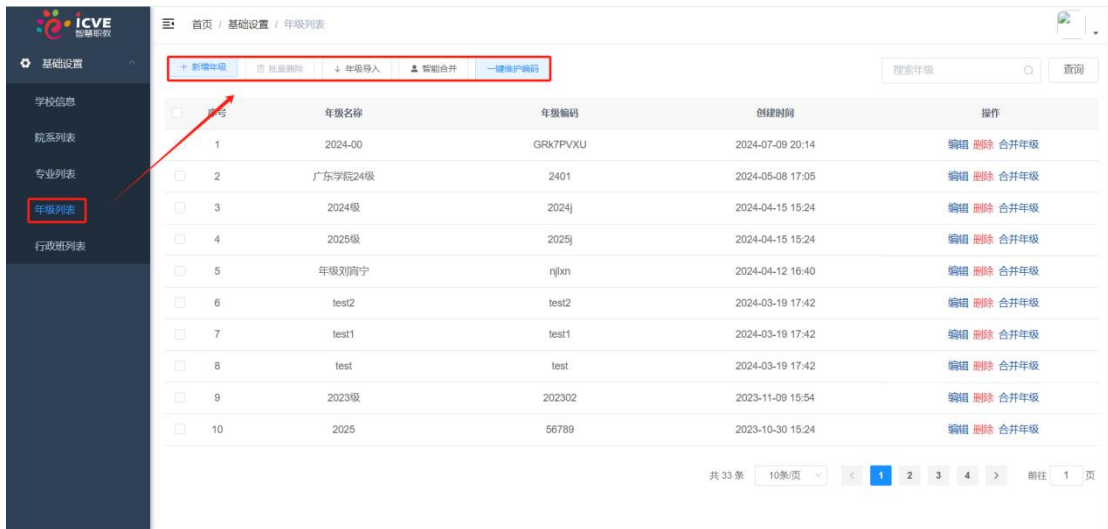 icve
智慧职教
首页 / 基础设置 / 年级列表
基础设置
学校信息
院系列表
专业列表
年级列表
行政班列表
+ 新增年级 批量删除 年级导入 智能合并 一键维护编码 搜索年级 查询
序号 年级名称 年级编码 创建时间 操作
1 2024-00 GRk7PVXU 2024-07-09 20:14 编辑 删除 合并年级
2 广东学院24级 2401 2024-05-08 17:05 编辑 删除 合并年级
3 2024级 2024j 2024-04-15 15:24 编辑 删除 合并年级
4 2025级 2025j 2024-04-15 15:24 编辑 删除 合并年级
5 年级刘宵宁 njlxn 2024-04-12 16:40 编辑 删除 合并年级
6 test2 test2 2024-03-19 17:42 编辑 删除 合并年级
7 test1 test1 2024-03-19 17:42 编辑 删除 合并年级
8 test test 2024-03-19 17:42 编辑 删除 合并年级
9 2023级 202302 2023-11-09 15:54 编辑 删除 合并年级
10 2025 56789 2023-10-30 15:24 编辑 删除 合并年级
共 33 条 10条/页 < 1 2 3 4 > 前往 1 页